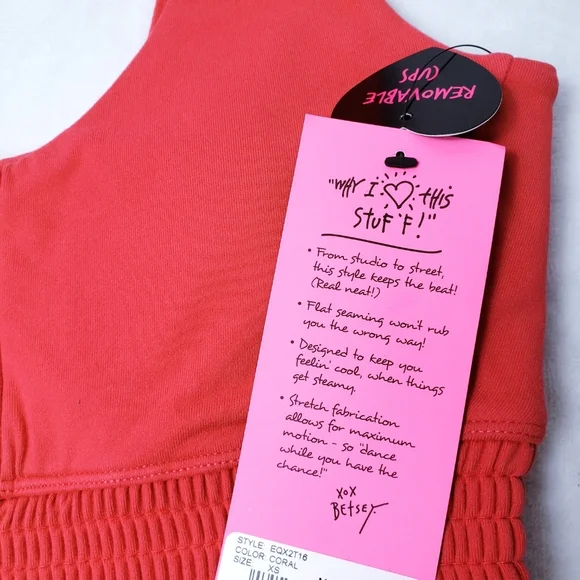 REMOVABLE
CUPS
"WHY I ♡ THIS
STUFF!"
• From studio to street,
this style keeps the beat!
(Real neat!)
• Flat seaming won't rub
you the wrong way!
• Designed to keep you
feelin' cool, when things
get steamy.
• Stretch fabrication
allows for maximum
motion - so "dance
while you have the
chance!"
xox
BETSEY
STYLE: EQX2T16
COLOR: CORAL
SIZE: XS